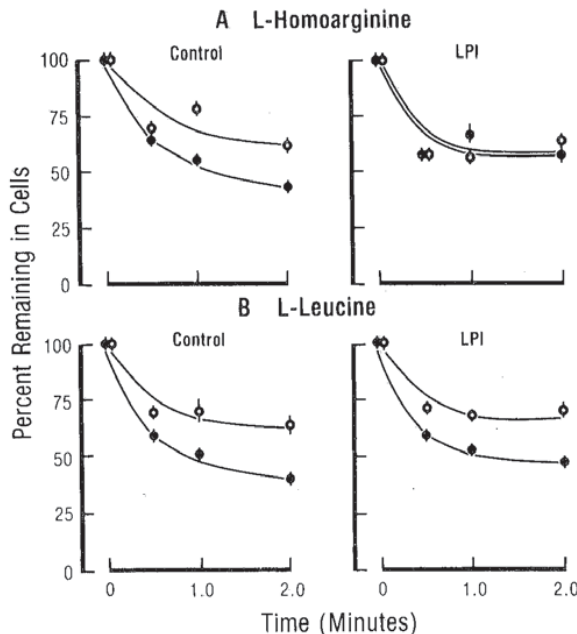 A L-Homoarginine
Control
LPI
100
75
50
25
0
B L-Leucine
Control
LPI
100
75
50
25
0
0 1.0 2.0
0 1.0 2.0
Percent Remaining in Cells
Time (Minutes)